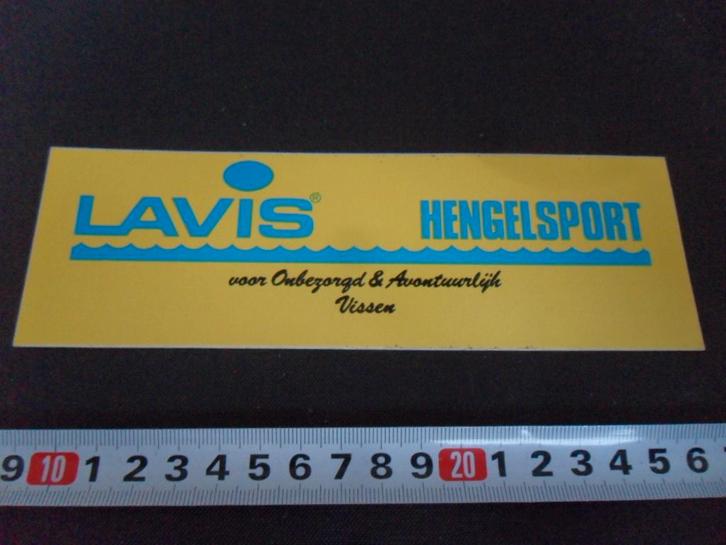 LAVIS® HENGELSPORT
voor Onbezorgd & Avontuurlijk
Vissen
9 10 1 2 3 4 5 6 7 8 9 20 1 2 3 4 5 6